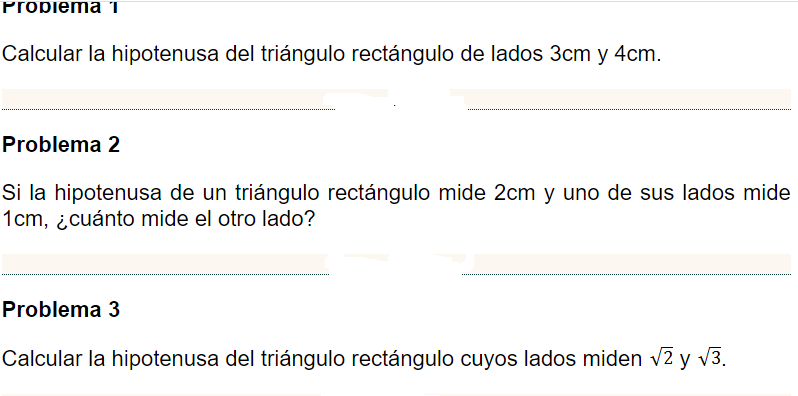 Problema 1
Calcular la hipotenusa del triángulo rectángulo de lados 3cm y 4cm.
Problema 2
Si la hipotenusa de un triángulo rectángulo mide 2cm y uno de sus lados mide
1cm, ¿cuánto mide el otro lado?
Problema 3
Calcular la hipotenusa del triángulo rectángulo cuyos lados miden √2 y √3.